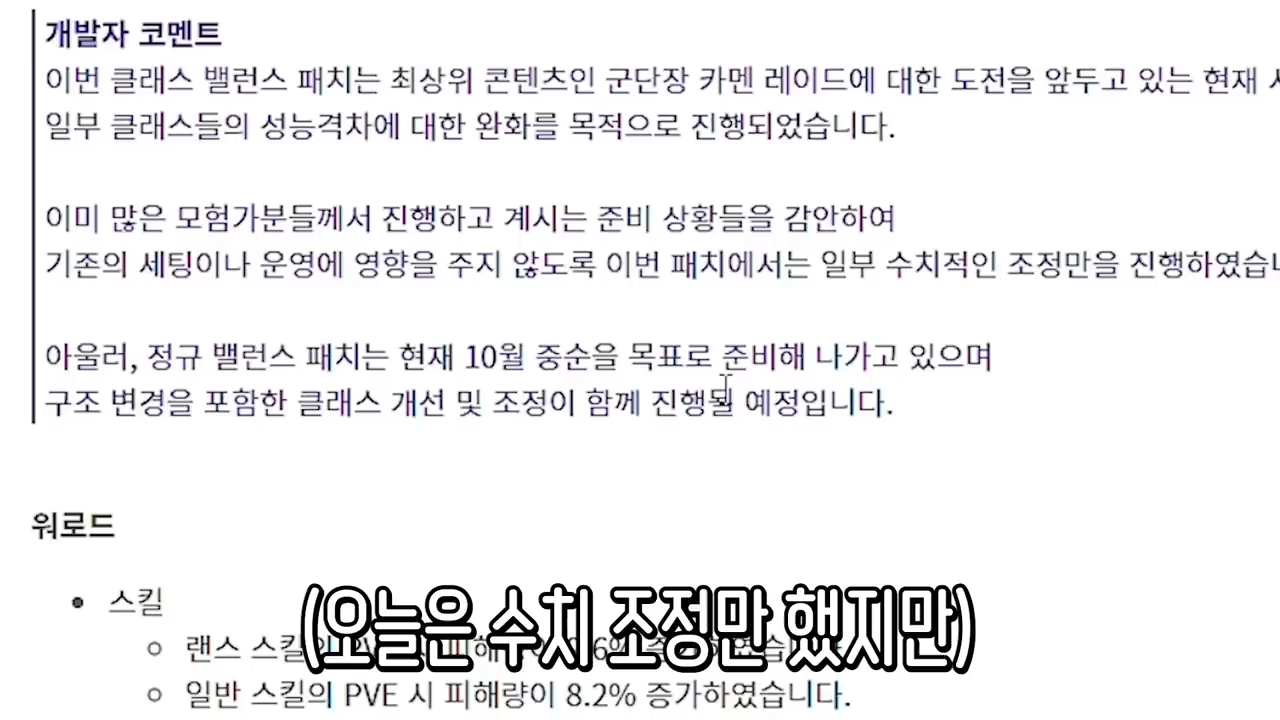 개발자 코멘트
이번 클래스 밸런스 패치는 최상위 콘텐츠인 군단장 카멘 레이드에 대한 도전을 앞두고 있는 현재
일부 클래스들의 성능격차에 대한 완화를 목적으로 진행되었습니다.
이미 많은 모험가분들께서 진행하고 계시는 준비 상황들을 감안하여
기존의 세팅이나 운영에 영향을 주지 않도록 이번 패치에서는 일부 수치적인 조정만을 진행하였습
아울러, 정규 밸런스 패치는 현재 10월 중순을 목표로 준비해 나가고 있으며
구조 변경을 포함한 클래스 개선 및 조정이 함께 진행될 예정입니다.
워로드
스킬
랜스 스킬의
(오늘은 수치 조정만 했지만)
일반 스킬의 PVE 시 피해량이 8.2% 증가하였습니다.